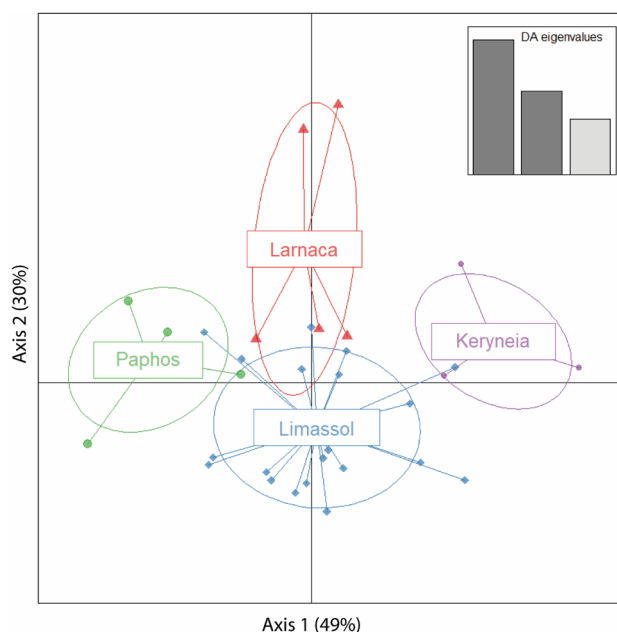 DA eigenvalues
Larnaca
Keryneia
Paphos
Limassol
Axis 2 (30%)
Axis 1 (49%)